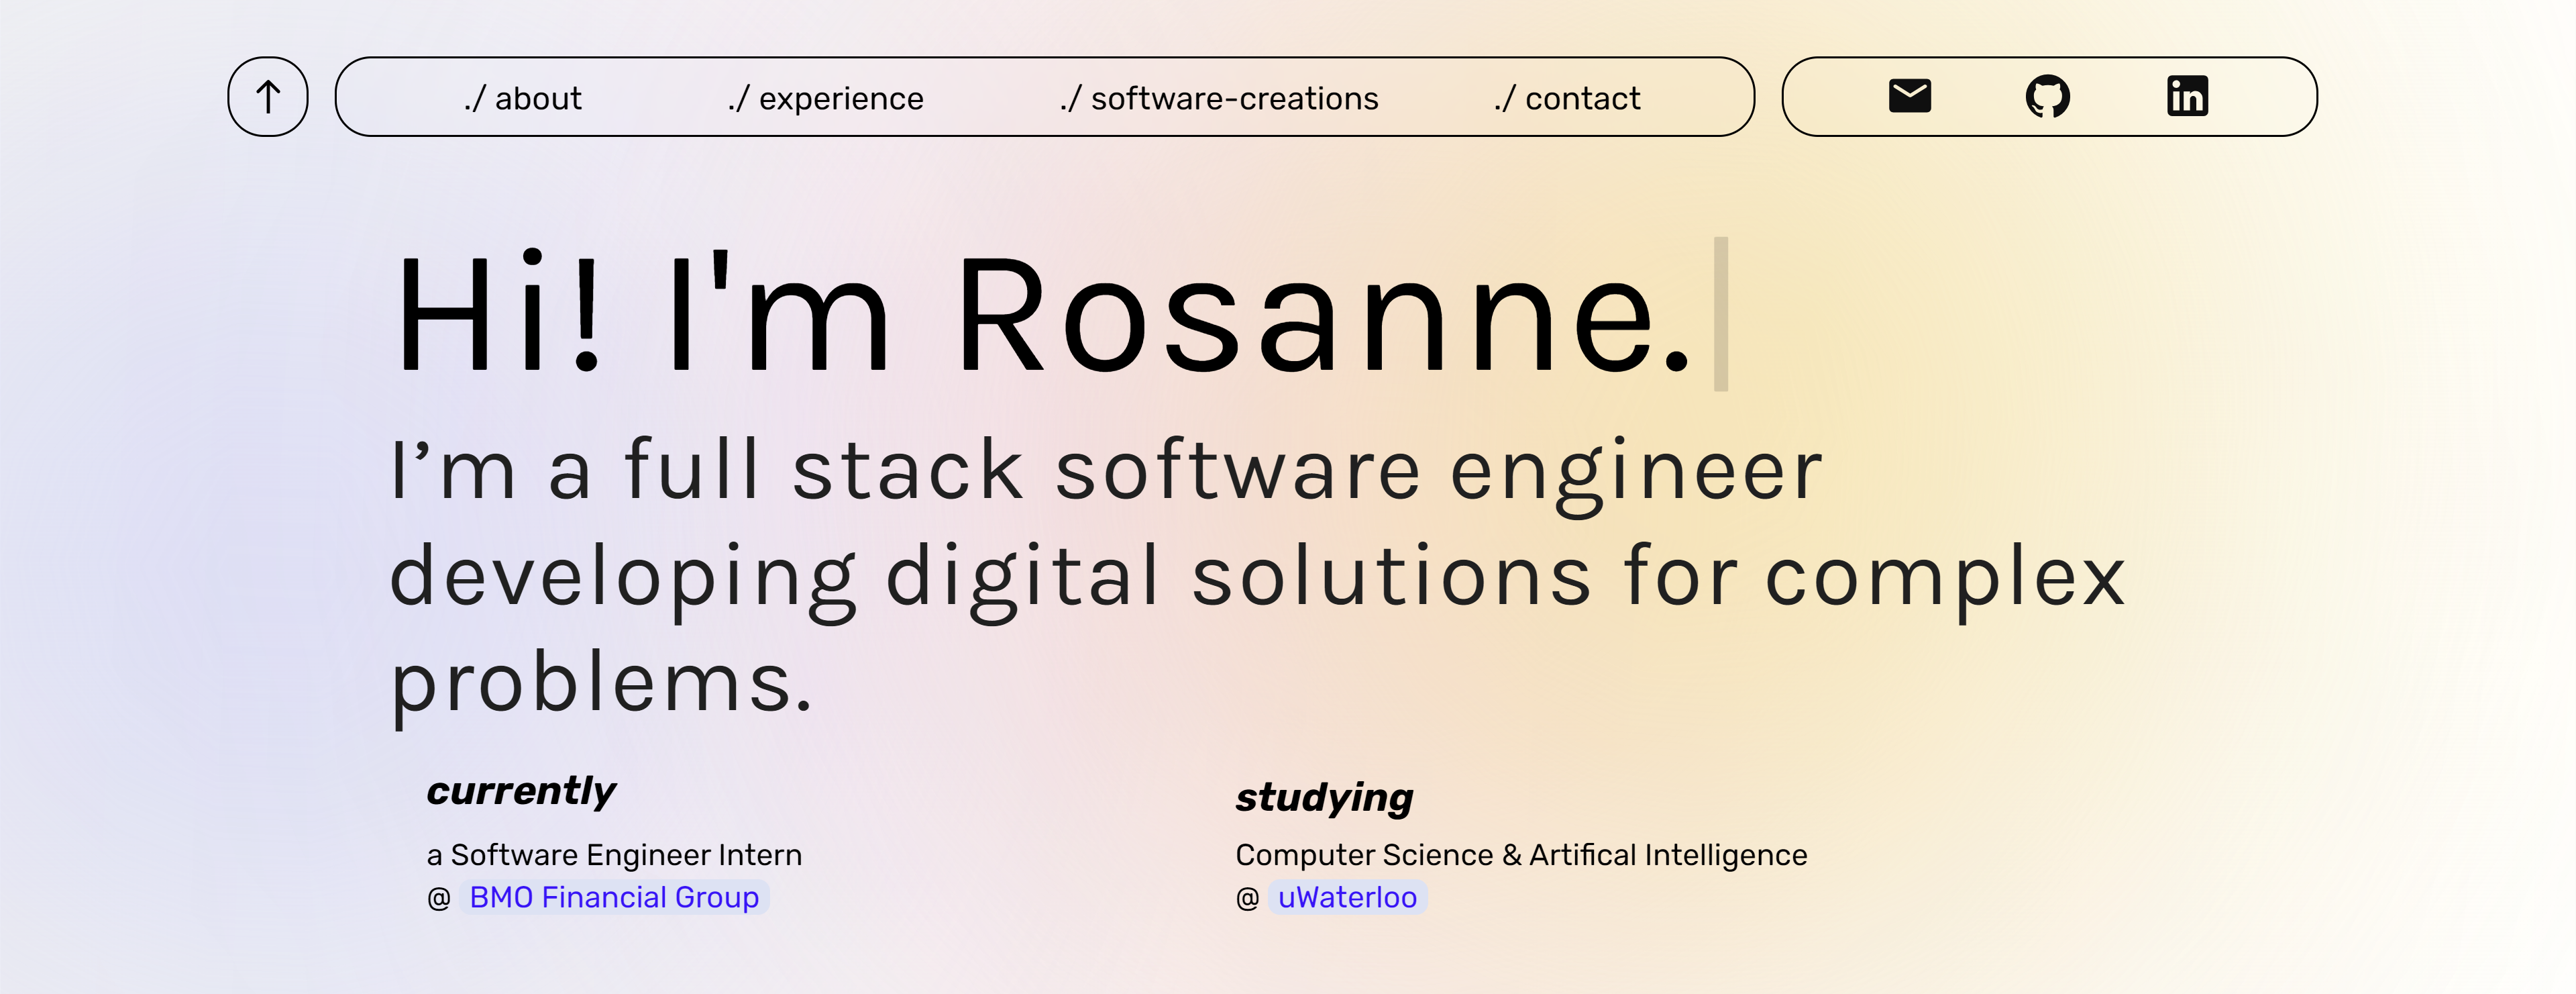 ./ about ./ experience ./ software-creations ./ contact
Hi! I'm Rosanne.
I’m a full stack software engineer
developing digital solutions for complex
problems.
currently
a Software Engineer Intern
@ BMO Financial Group
studying
Computer Science & Artifical Intelligence
@ uWaterloo